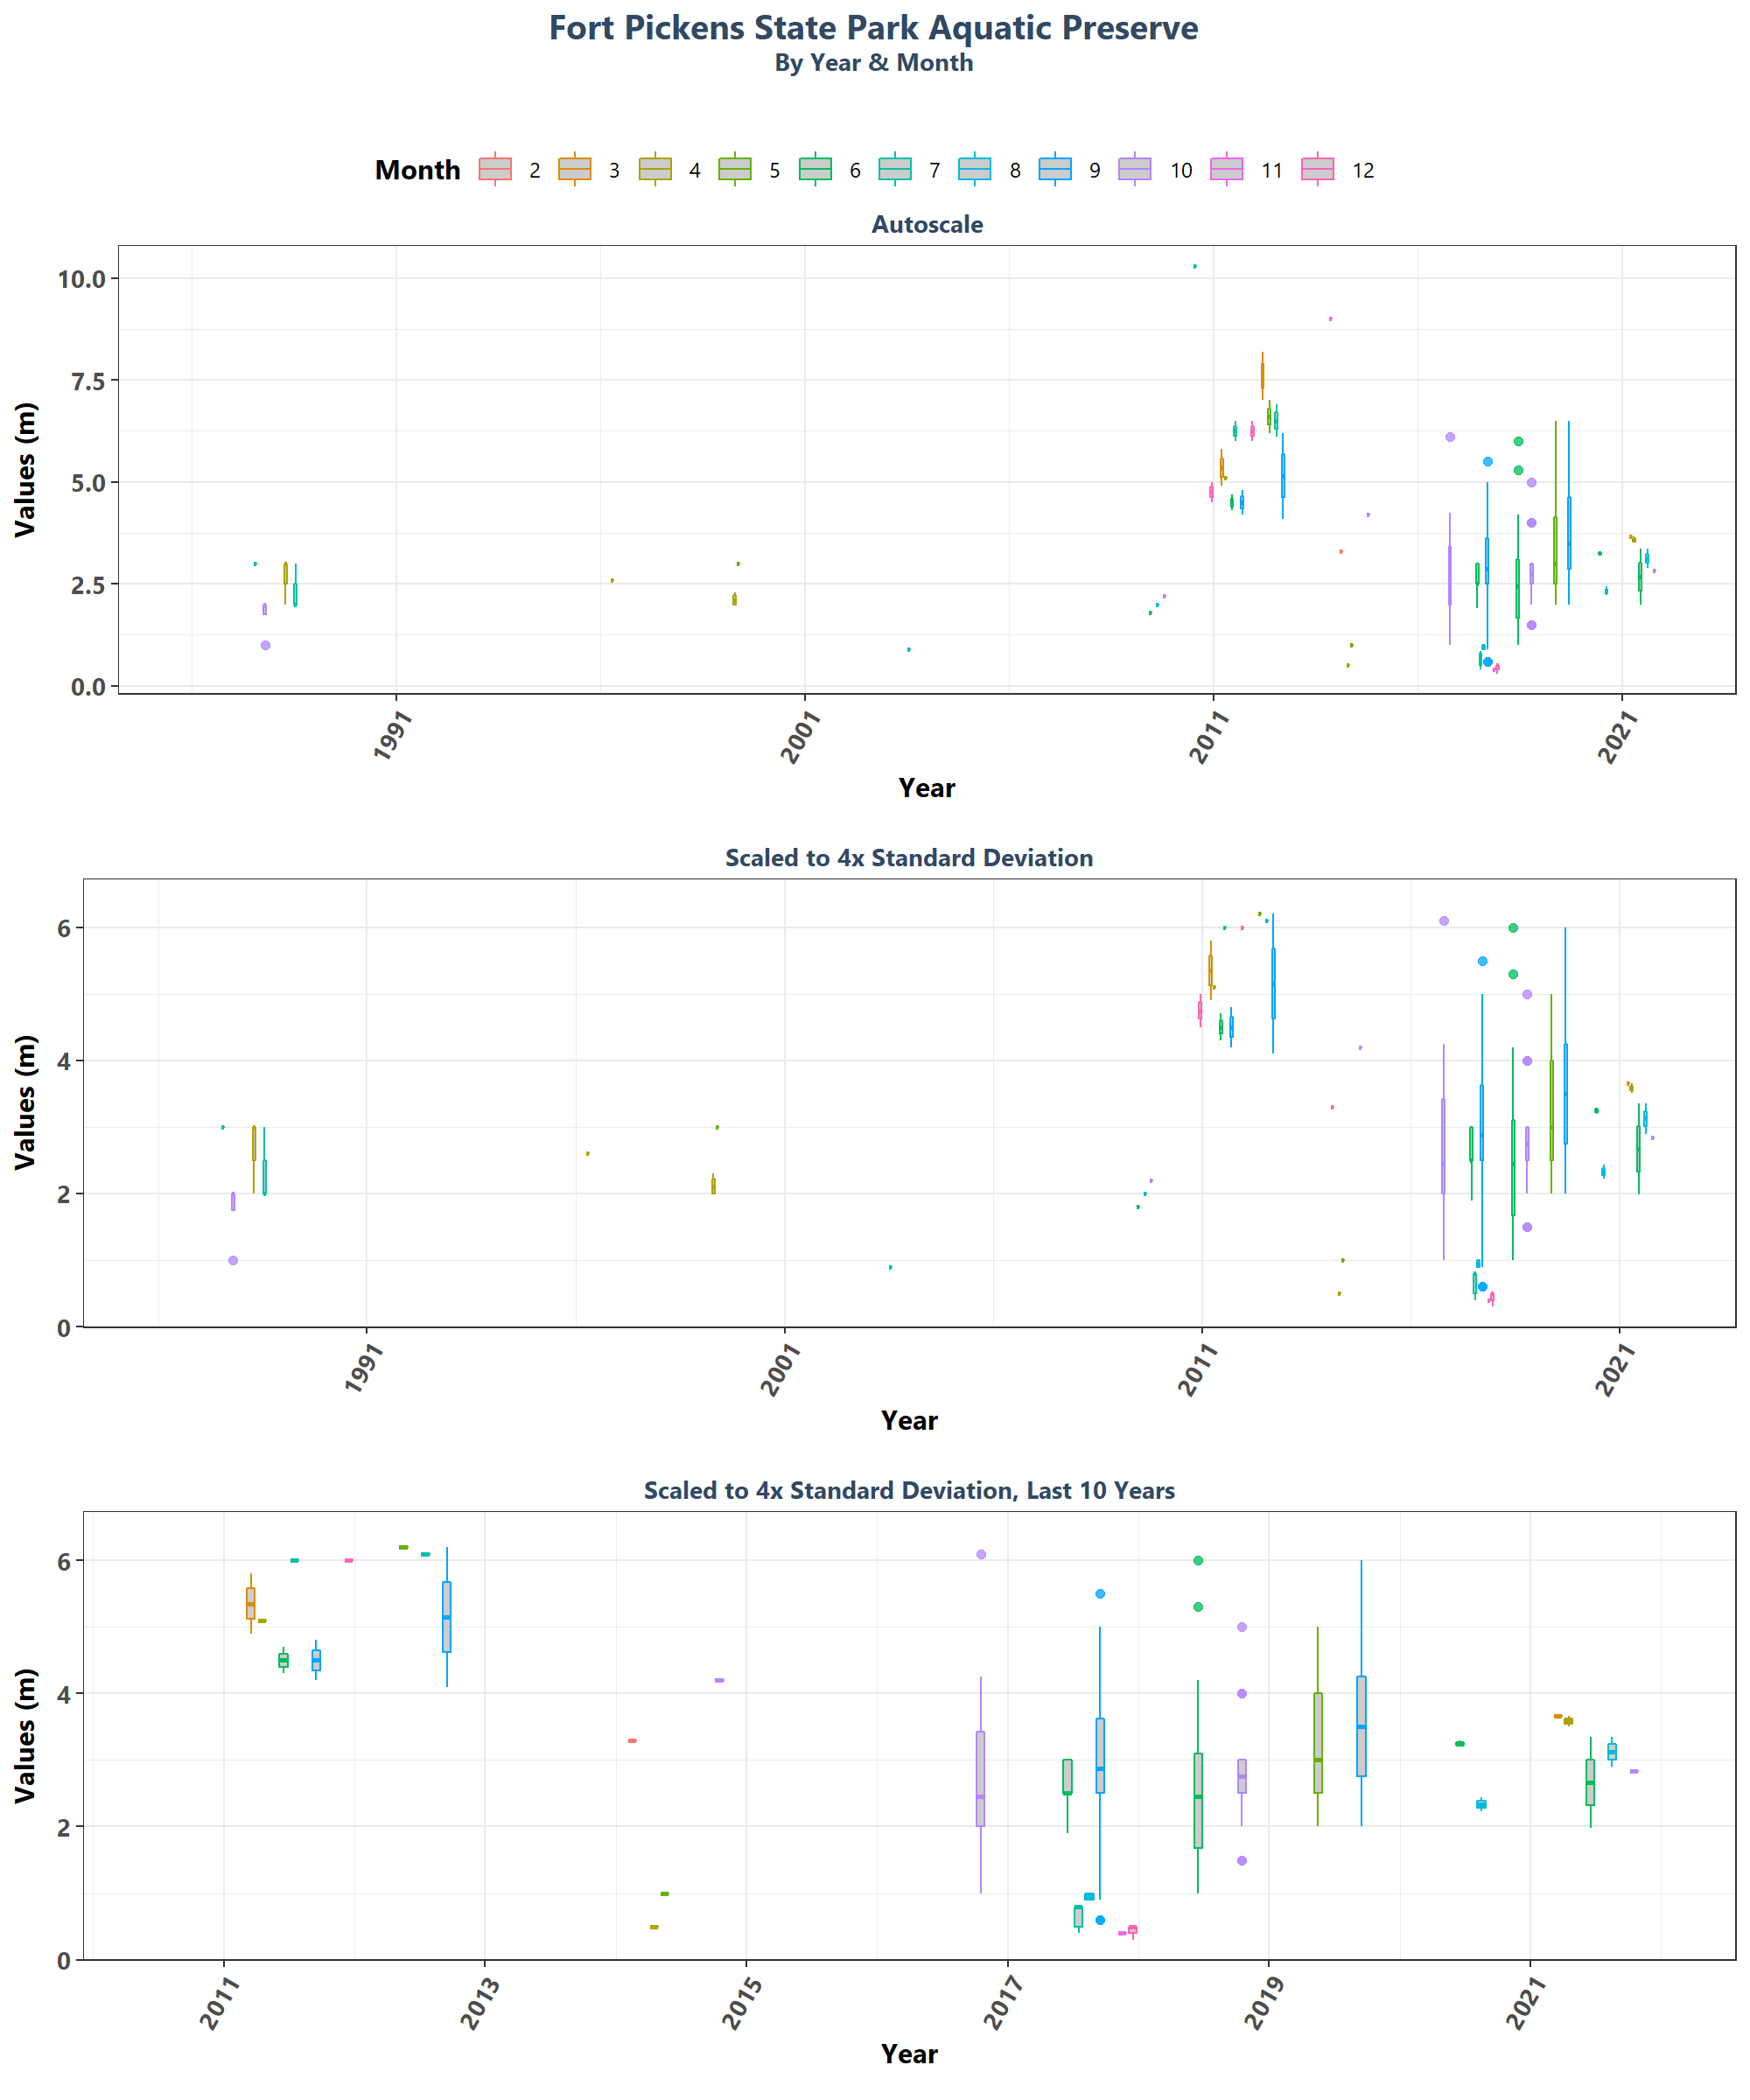 Fort Pickens State Park Aquatic Preserve
By Year & Month
Month 2 3 4 5 6 7 8 9 10 11 12
Autoscale
10.0
7.5
5.0
2.5
0.0
Values (m)
1991 2001 2011 2021
Year
Scaled to 4x Standard Deviation
6
4
2
0
Values (m)
1991 2001 2011 2021
Year
Scaled to 4x Standard Deviation, Last 10 Years
6
4
2
0
Values (m)
2011 2013 2015 2017 2019 2021
Year